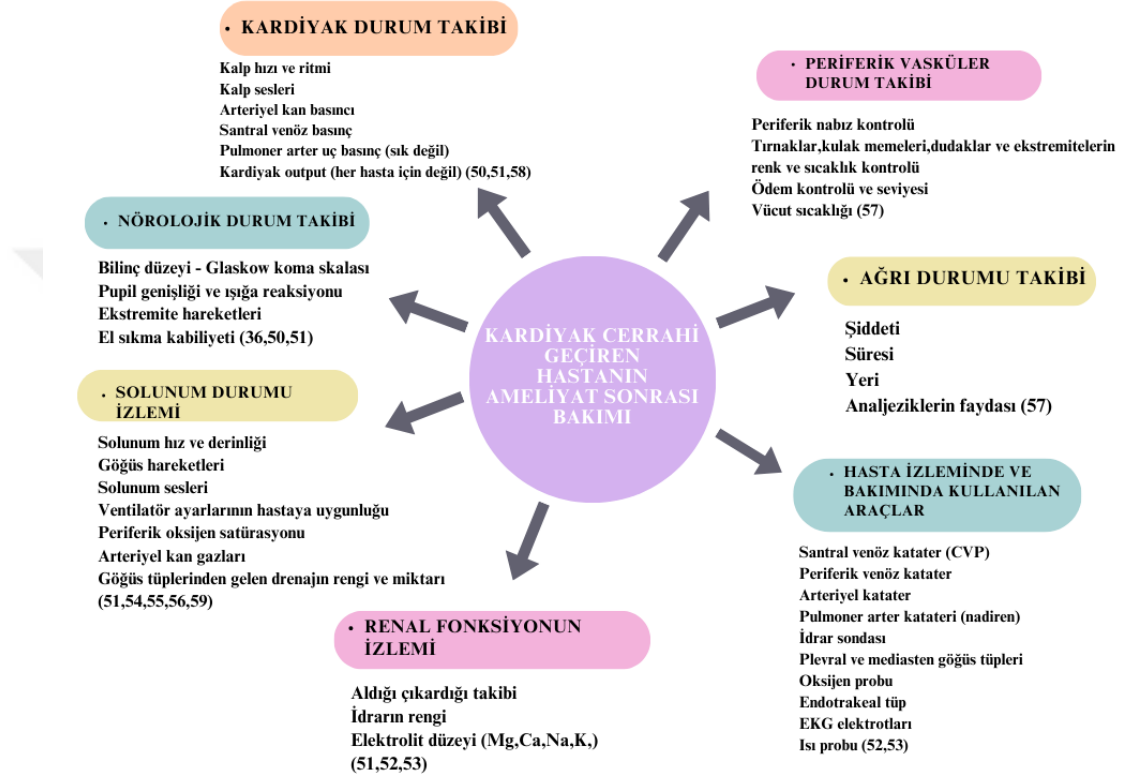 • KARDİYAK DURUM TAKİBİ
Kalp hızı ve ritmi
Kalp sesleri
Arteriyel kan basıncı
Santral venöz basınç
Pulmoner arter uç basınç (sık değil)
Kardiyak output (her hasta için değil) (50,51,58)
• PERİFERİK VASKÜLER
DURUM TAKİBİ
Periferik nabız kontrolü
Tırnaklar,kulak memeleri,dudaklar ve ekstremitelerin
renk ve sıcaklık kontrolü
Ödem kontrolü ve seviyesi
Vücut sıcaklığı (57)
• NÖROLOJİK DURUM TAKİBİ
Bilinç düzeyi - Glaskow koma skalası
Pupil genişliği ve ışığa reaksiyonu
Ekstremite hareketleri
El sıkma kabiliyeti (36,50,51)
• AĞRI DURUMU TAKİBİ
Şiddeti
Süresi
Yeri
Analjeziklerin faydası (57)
KARDİYAK CERRAHİ
GEÇİREN
HASTANIN
AMELİYAT SONRASI
BAKIMI
• SOLUNUM DURUMU
İZLEMİ
Solunum hız ve derinliği
Göğüs hareketleri
Solunum sesleri
Ventilatör ayarlarının hastaya uygunluğu
Periferik oksijen satürasyonu
Arteriyel kan gazları
Göğüs tüplerinden gelen drenajın rengi ve miktarı
(51,54,55,56,59)
• HASTA İZLEMİNDE VE
BAKIMINDA KULLANILAN
ARAÇLAR
Santral venöz katater (CVP)
Periferik venöz katater
Arteriyel katater
Pulmoner arter katateri (nadiren)
İdrar sondası
Plevral ve mediasten göğüs tüpleri
Oksijen probu
Endotrakeal tüp
EKG elektrotları
Isı probu (52,53)
• RENAL FONKSİYONUN
İZLEMİ
Aldığı çıkardığı takibi
İdrarın rengi
Elektrolit düzeyi (Mg,Ca,Na,K,)
(51,52,53)